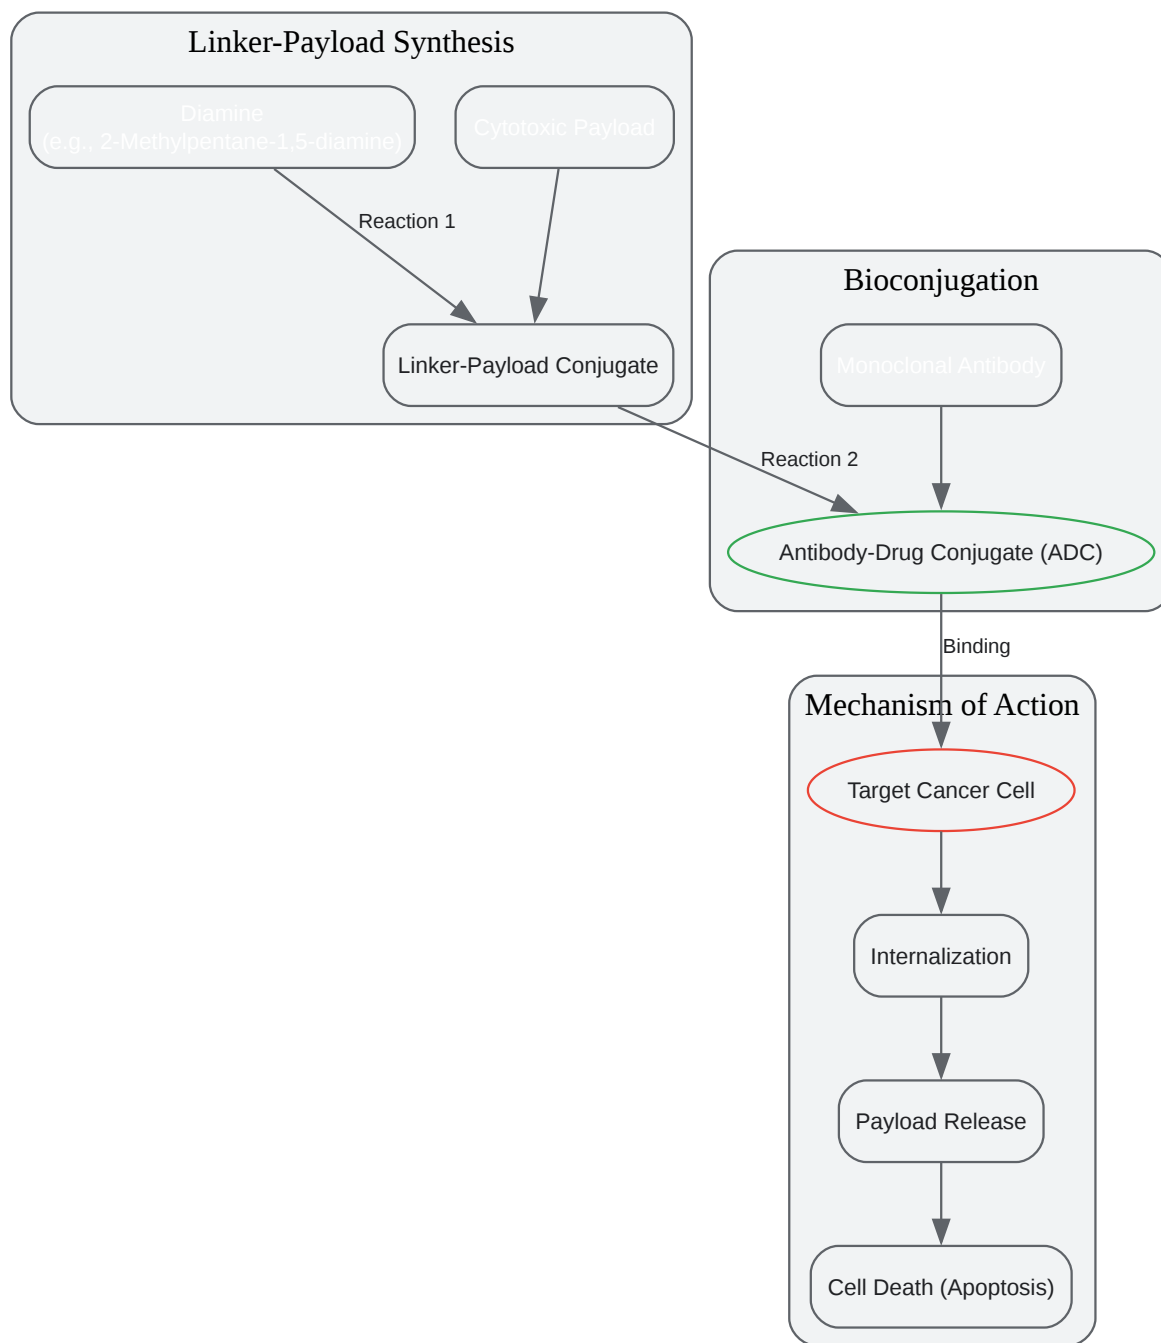 Linker-Payload Synthesis
Diamine
(e.g., 2-Methylpentane-1,5-diamine)
Cytotoxic Payload
Reaction 1
Linker-Payload Conjugate
Bioconjugation
Monoclonal Antibody
Reaction 2
Antibody-Drug Conjugate (ADC)
Binding
Mechanism of Action
Target Cancer Cell
Internalization
Payload Release
Cell Death (Apoptosis)